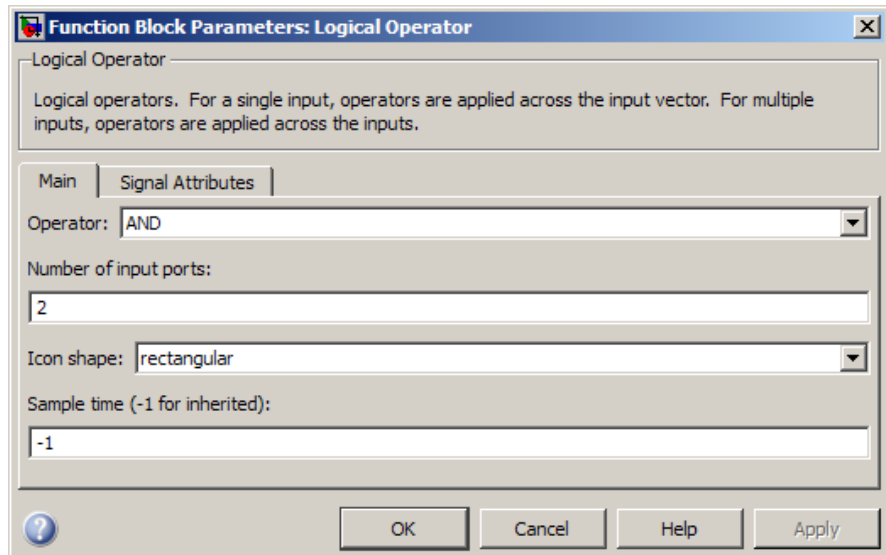 Function Block Parameters: Logical Operator
Logical Operator
Logical operators. For a single input, operators are applied across the input vector. For multiple
inputs, operators are applied across the inputs.
Main
Signal Attributes
Operator: AND
Number of input ports:
2
Icon shape: rectangular
Sample time (-1 for inherited):
-1
? OK Cancel Help Apply